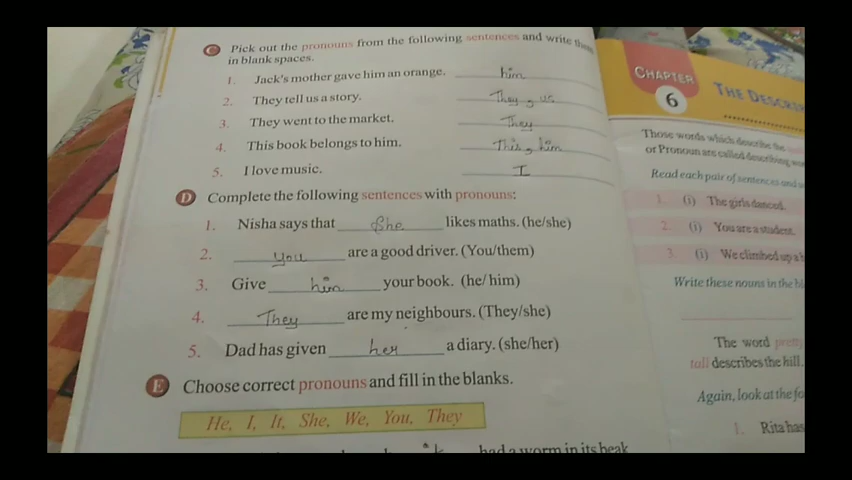 C Pick out the pronouns from the following sentences and write them
in blank spaces.
1. Jack's mother gave him an orange. him
2. They tell us a story. They, us
3. They went to the market. They
4. This book belongs to him. This, him
5. I love music. I
D Complete the following sentences with pronouns:
1. Nisha says that She likes maths. (he/she)
2. you are a good driver. (You/them)
3. Give him your book. (he/him)
4. They are my neighbours. (They/she)
5. Dad has given her a diary. (she/her)
E Choose correct pronouns and fill in the blanks.
He, I, It, She, We, You, They
had a worm in its beak
CHAPTER
6
THE
Those words which describe the
or Pronoun are called describing
Read each pair of sentences and
1. (i) The girls danced.
2. (i) You are a student.
3. (i) We climbed up a
Write these nouns in the
The word pretty
tall describes the hill.
Again, look at the
1. Rita has